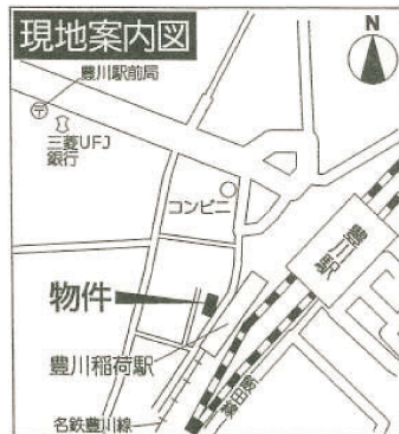 現地案内図
N
豊川駅前局
〒
三菱UFJ
銀行
コンビニ
豊川駅
物件
豊川稲荷駅
飯田線
名鉄豊川線